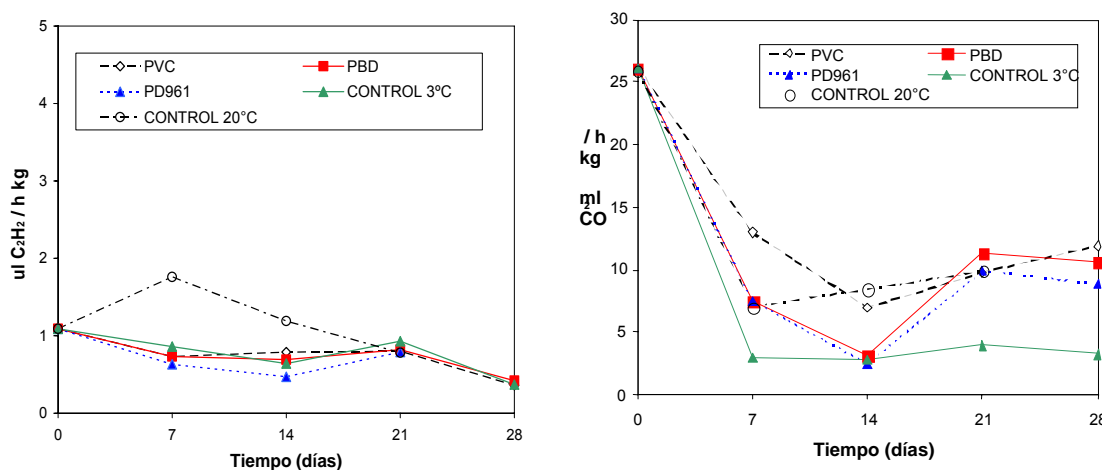 5
PVC
PBD
PD961
CONTROL 3ºC
CONTROL 20°C
4
3
ul C₂H₂ / h kg
2
1
0
0 7 14 21 28
Tiempo (días)
30
PVC
PBD
PD961
CONTROL 3°C
CONTROL 20°C
25
20
/ h
kg
ml
CO2
15
10
5
0
0 7 14 21 28
Tiempo (días)